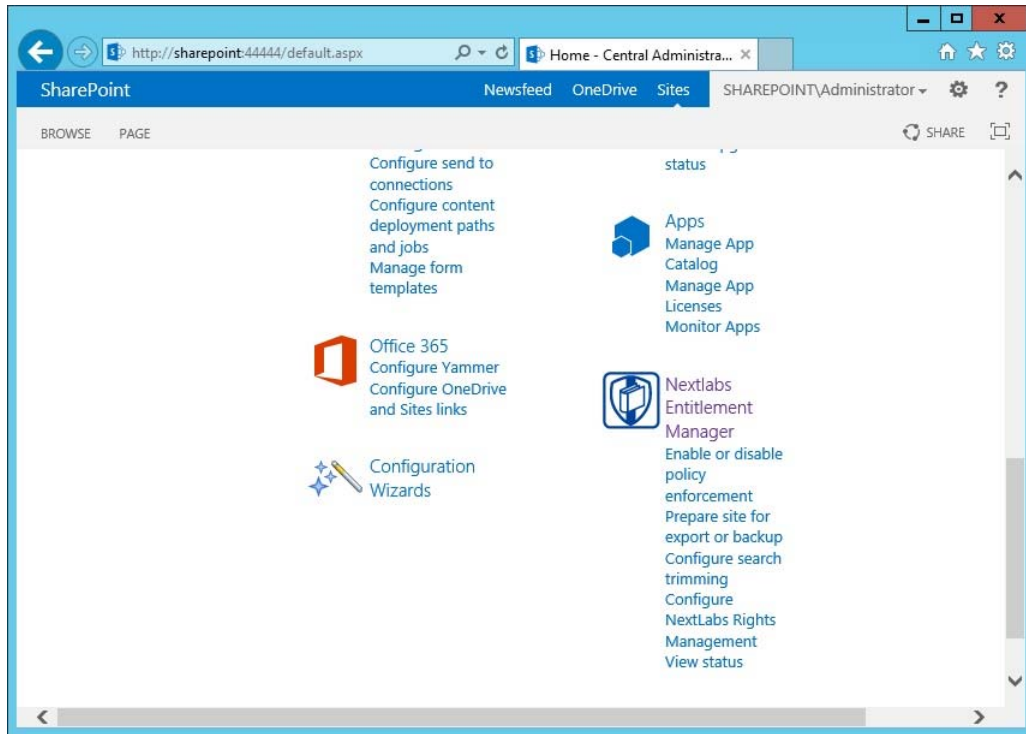 http://sharepoint:44444/default.aspx
Home - Central Administra...
SharePoint
Newsfeed OneDrive Sites SHAREPOINT\Administrator ?
BROWSE PAGE
SHARE
Configure send to
connections
Configure content
deployment paths
and jobs
Manage form
templates
Office 365
Configure Yammer
Configure OneDrive
and Sites links
Configuration
Wizards
status
Apps
Manage App
Catalog
Manage App
Licenses
Monitor Apps
Nextlabs
Entitlement
Manager
Enable or disable
policy
enforcement
Prepare site for
export or backup
Configure search
trimming
Configure
NextLabs Rights
Management
View status